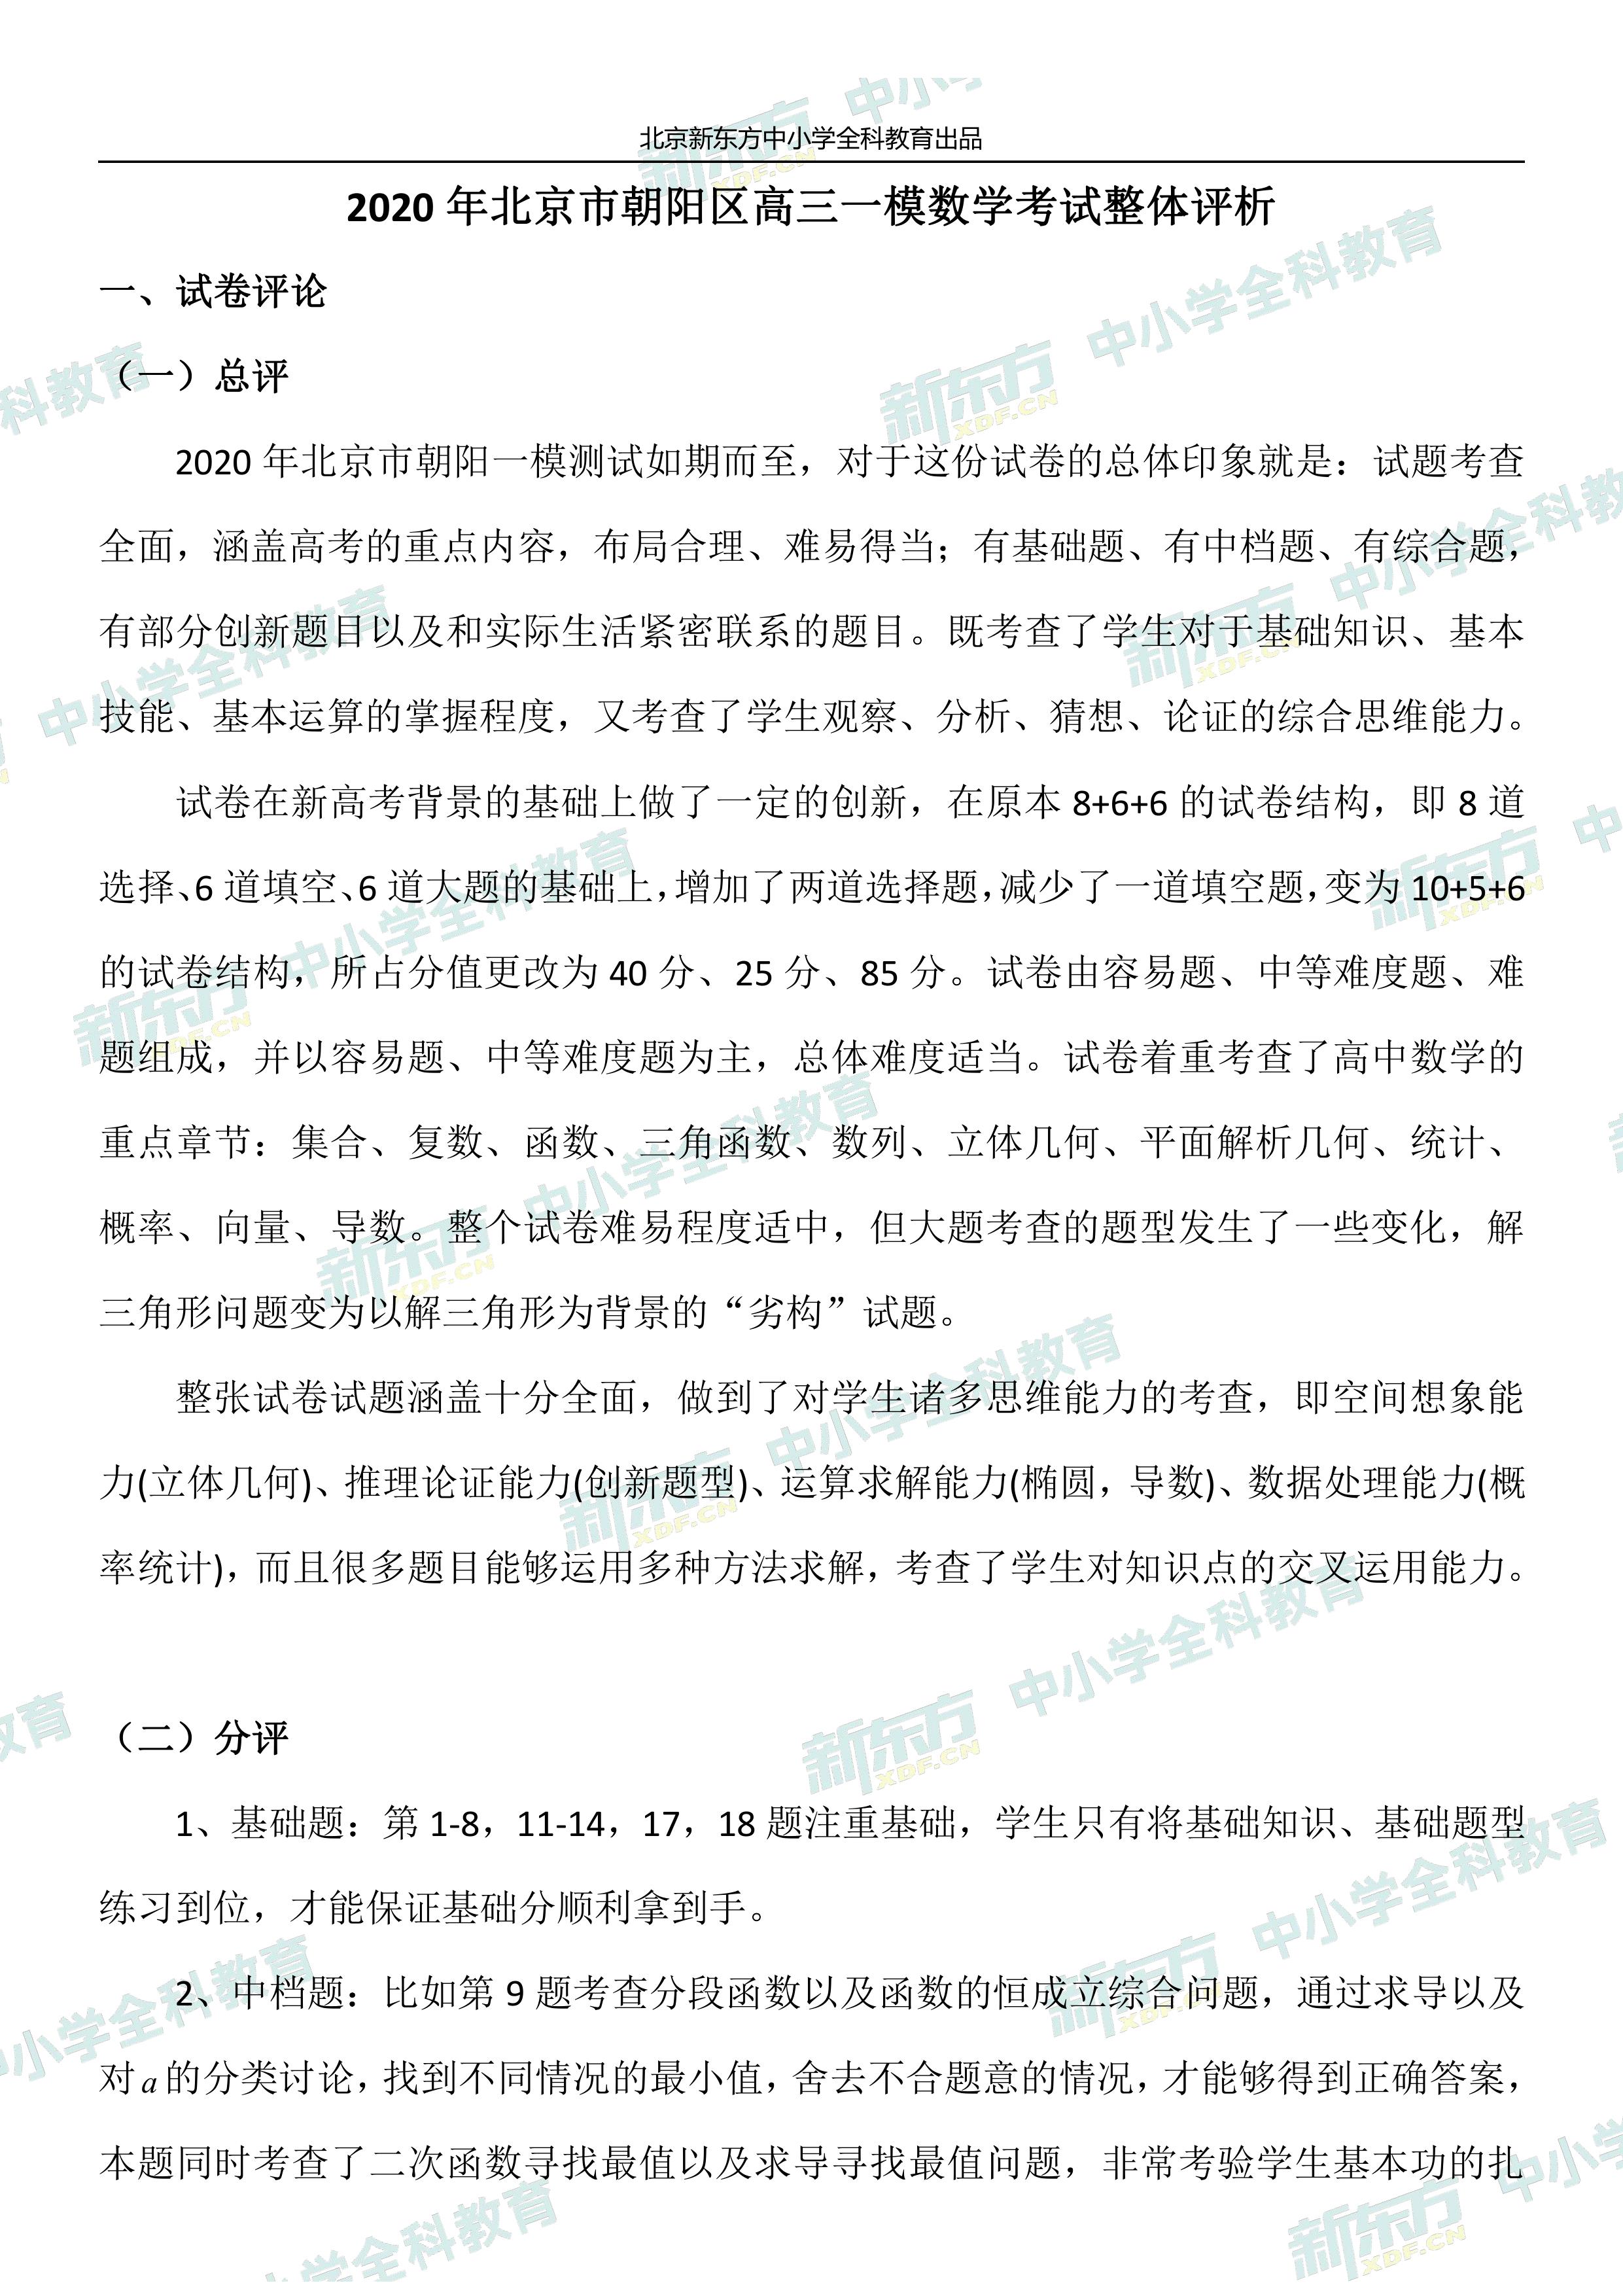 北京新东方中小学全科教育出品
2020 年北京市朝阳区高三一模数学考试整体评析
一、试卷评论
（一）总评
2020 年北京市朝阳一模测试如期而至，对于这份试卷的总体印象就是：试题考查
全面，涵盖高考的重点内容，布局合理、难易得当；有基础题、有中档题、有综合题，
有部分创新题目以及和实际生活紧密联系的题目。既考查了学生对于基础知识、基本
技能、基本运算的掌握程度，又考查了学生观察、分析、猜想、论证的综合思维能力。
试卷在新高考背景的基础上做了一定的创新，在原本 8+6+6 的试卷结构，即 8 道
选择、6 道填空、6 道大题的基础上，增加了两道选择题，减少了一道填空题，变为 10+5+6
的试卷结构，所占分值更改为 40 分、25 分、85 分。试卷由容易题、中等难度题、难
题组成，并以容易题、中等难度题为主，总体难度适当。试卷着重考查了高中数学的
重点章节：集合、复数、函数、三角函数、数列、立体几何、平面解析几何、统计、
概率、向量、导数。整个试卷难易程度适中，但大题考查的题型发生了一些变化，解
三角形问题变为以解三角形为背景的“劣构”试题。
整张试卷试题涵盖十分全面，做到了对学生诸多思维能力的考查，即空间想象能
力(立体几何)、推理论证能力(创新题型)、运算求解能力(椭圆，导数)、数据处理能力(概
率统计)，而且很多题目能够运用多种方法求解，考查了学生对知识点的交叉运用能力。
（二）分评
1、基础题：第 1-8，11-14，17，18 题注重基础，学生只有将基础知识、基础题型
练习到位，才能保证基础分顺利拿到手。
2、中档题：比如第 9 题考查分段函数以及函数的恒成立综合问题，通过求导以及
对 a 的分类讨论，找到不同情况的最小值，舍去不合题意的情况，才能够得到正确答案，
本题同时考查了二次函数寻找最值以及求导寻找最值问题，非常考验学生基本功的扎
新东方 XDF.CN 中小学全科教育